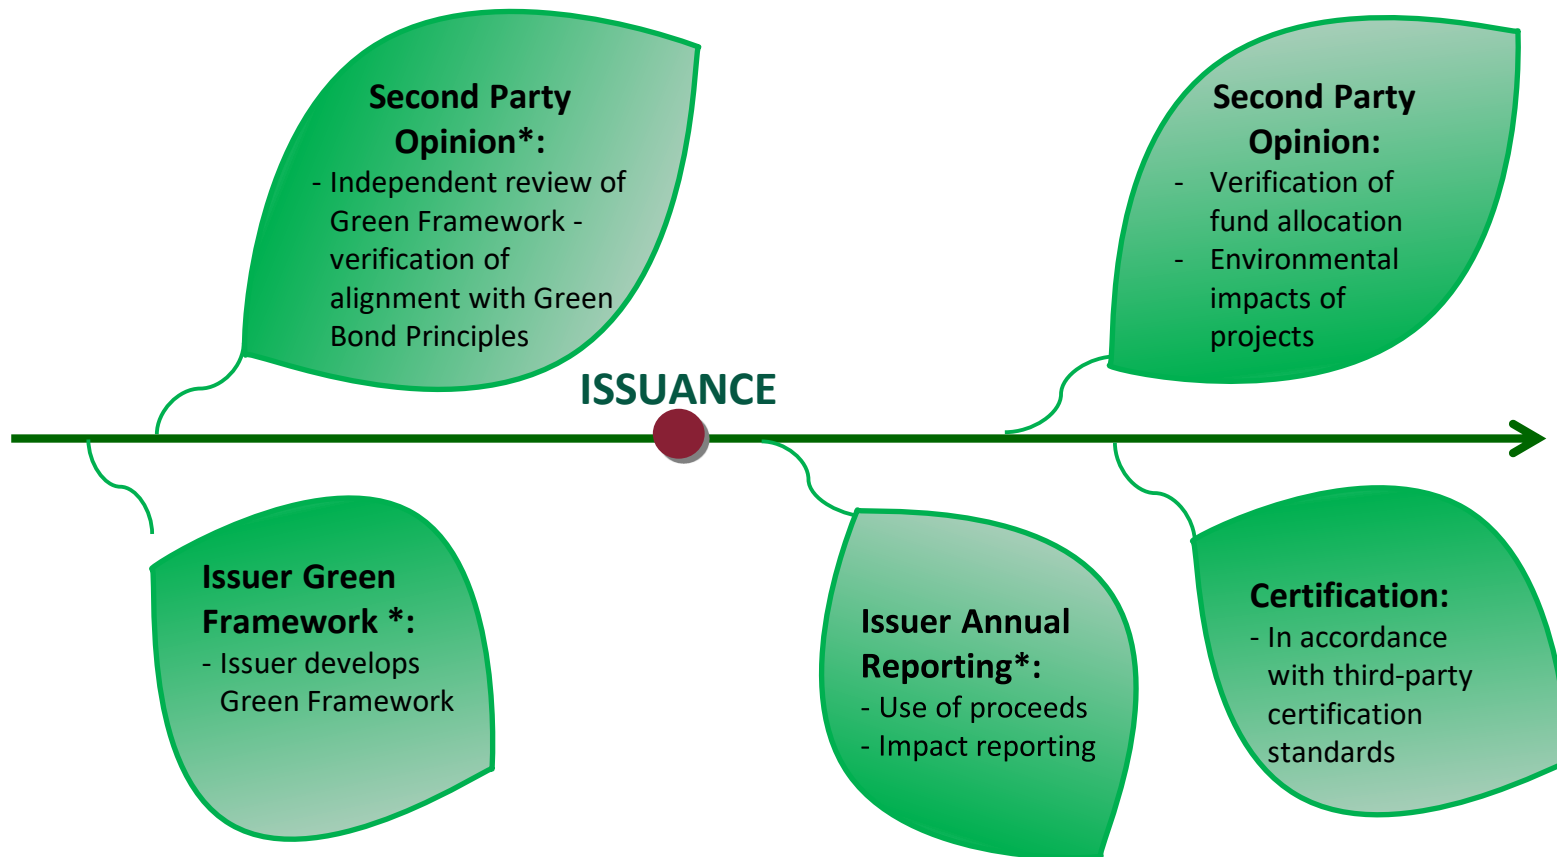 Second Party
Opinion*:
- Independent review of
Green Framework -
verification of
alignment with Green
Bond Principles
Second Party
Opinion:
- Verification of
fund allocation
- Environmental
impacts of
projects
ISSUANCE
Issuer Green
Framework *:
- Issuer develops
Green Framework
Issuer Annual
Reporting*:
- Use of proceeds
- Impact reporting
Certification:
- In accordance
with third-party
certification
standards